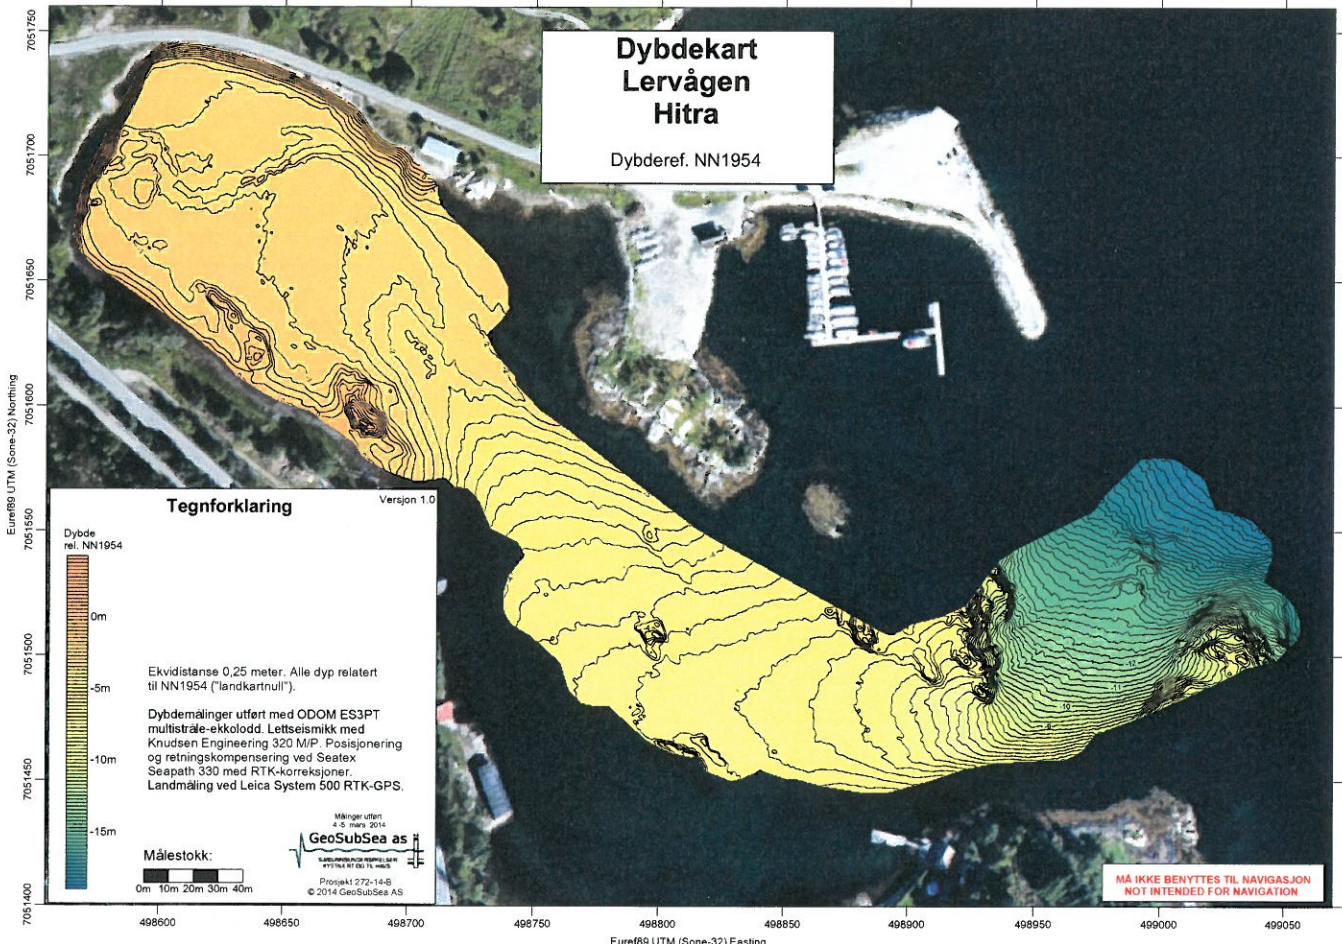 Dybdekart
Lervågen
Hitra
Dybderef. NN1954
7051750
7051700
7051650
7051600
7051550
7051500
7051450
7051400
Euref89 UTM (Sone-32) Northing
Tegnforklaring
Versjon 1.0
Dybde
rel. NN1954
0m
-5m
-10m
-15m
Ekvidistanse 0,25 meter. Alle dyp relatert
til NN1954 ("landkartnull").
Dybdemålinger utført med ODOM ES3PT
multistråle-ekkolodd. Lettseismikk med
Knudsen Engineering 320 M/P. Posisjonering
og retningskompensering ved Seatex
Seapath 330 med RTK-korreksjoner.
Landmåling ved Leica System 500 RTK-GPS.
Målinger utført
4-5 mars 2014
GeoSubSea as
Prosjekt 272-14-B
© 2014 GeoSubSea AS
Målestokk:
0m 10m 20m 30m 40m
-12
-11
-10
MÅ IKKE BENYTTES TIL NAVIGASJON
NOT INTENDED FOR NAVIGATION
498600 498650 498700 498750 498800 498850 498900 498950 499000 499050
Euref89 UTM (Sone-32) Easting